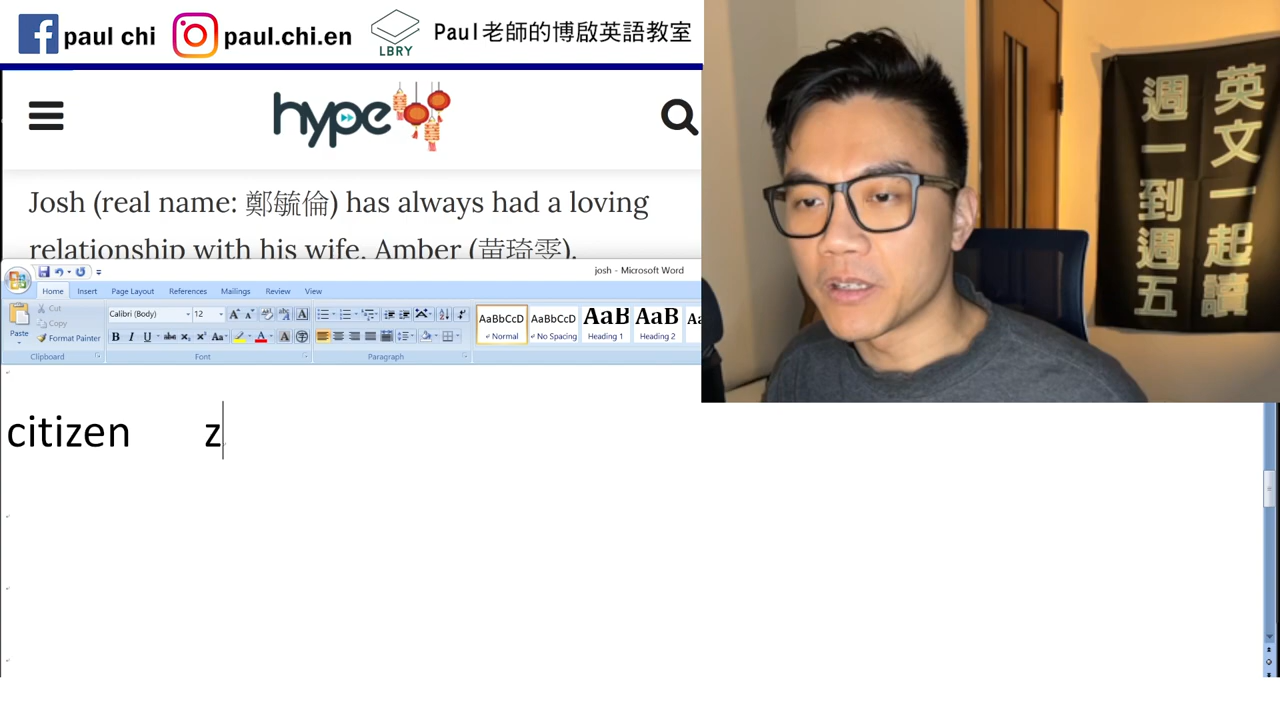 paul chi
paul.chi.en
LBRY
Paul老師的博啟英語教室
hype
Josh (real name: 鄭毓倫) has always had a loving
relationship with his wife, Amber (黃琦雯).
josh - Microsoft Word
Home Insert Page Layout References Mailings Review View
Paste
Cut
Copy
Format Painter
Calibri (Body) 12
AaBbCcD AaBbCcD AaB AaB
Normal No Spacing Heading 1 Heading 2
Clipboard Font Paragraph
citizen z
英文一起讀
週一到週五